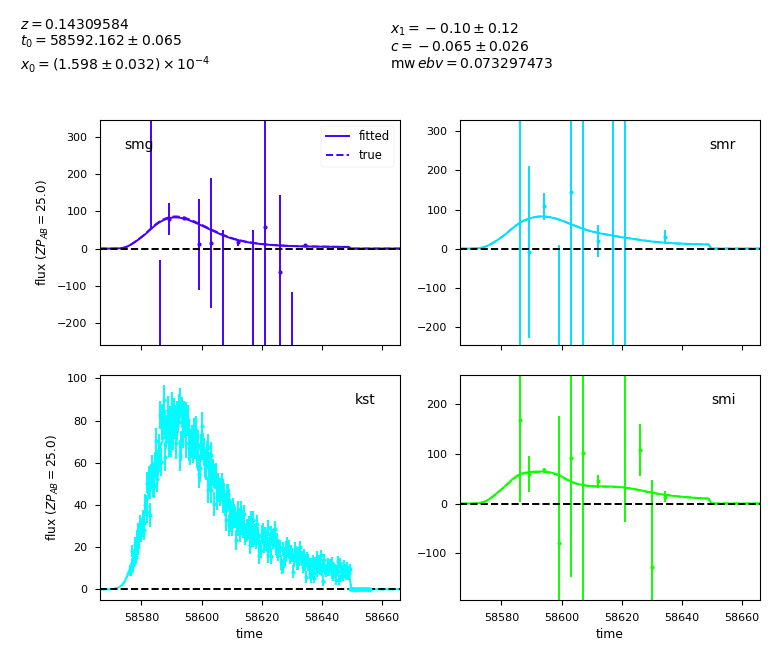 z = 0.14309584
t₀ = 58592.162 ± 0.065
x₀ = (1.598 ± 0.032) × 10⁻⁴
x₁ = −0.10 ± 0.12
c = −0.065 ± 0.026
mw ebv = 0.073297473
smg
fitted
true
300
200
100
0
−100
−200
flux (ZP_AB = 25.0)
smr
300
200
100
0
−100
−200
kst
100
80
60
40
20
0
flux (ZP_AB = 25.0)
58580 58600 58620 58640 58660
time
smi
200
100
0
−100
58580 58600 58620 58640 58660
time